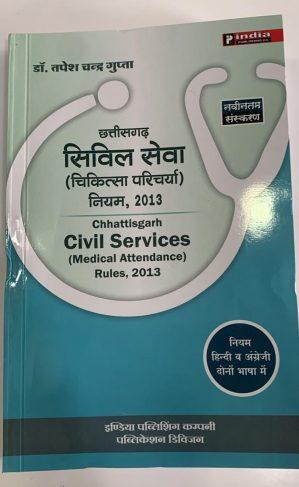 india
डॉ. तपेश चन्द्र गुप्ता
नवीनतम
संस्करण
छत्तीसगढ़
सिविल सेवा
(चिकित्सा परिचर्या)
नियम, 2013
Chhattisgarh
Civil Services
(Medical Attendance)
Rules, 2013
नियम
हिन्दी व अंग्रेजी
दोनों भाषा में
इण्डिया पब्लिशिंग कम्पनी
पब्लिकेशन डिविजन